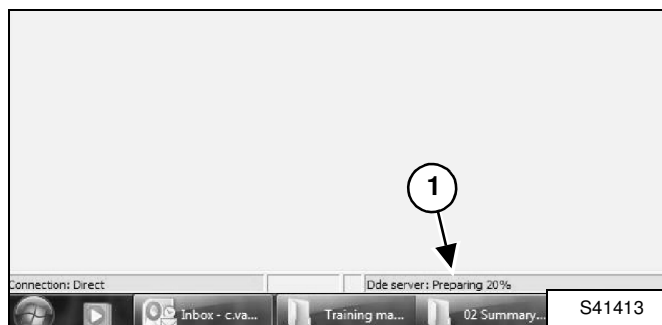 1
Connection: Direct
Dde server: Preparing 20%
Inbox - c.va...
Training ma...
02 Summary...
S41413